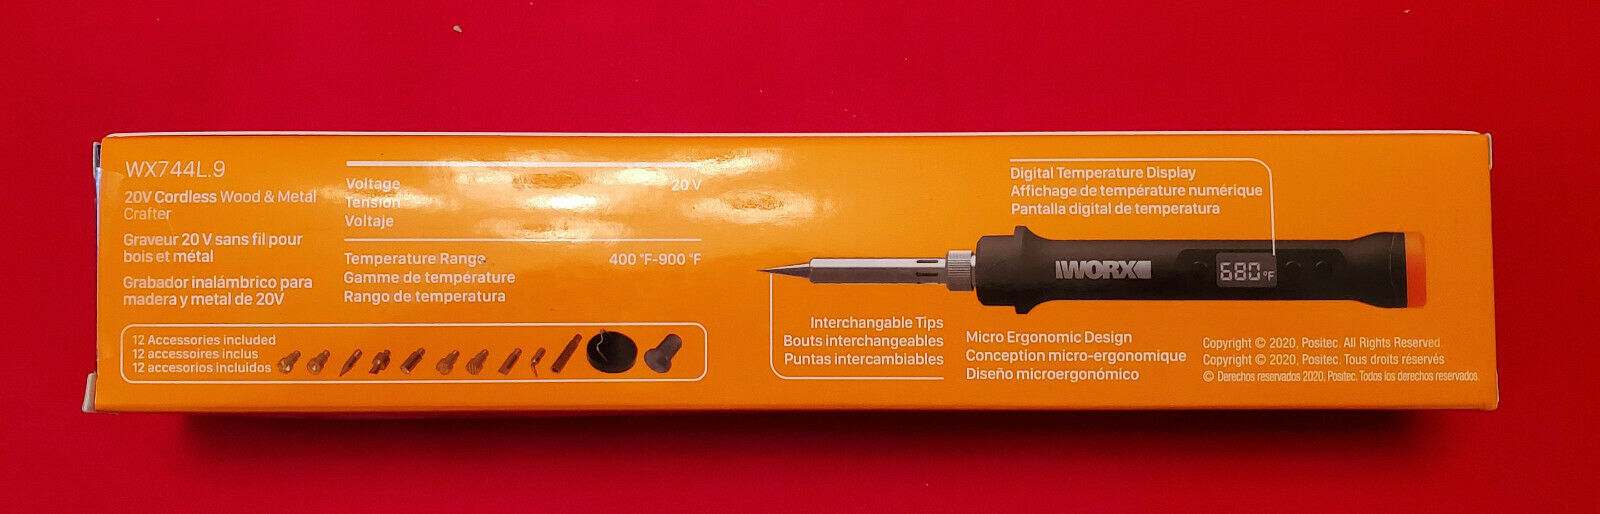 WX744L.9
20V Cordless Wood & Metal
Crafter
Graveur 20 V sans fil pour
bois et métal
Grabador inalámbrico para
madera y metal de 20V
Voltage 20 V
Tension
Voltaje
Temperature Range 400 °F-900 °F
Gamme de température
Rango de temperatura
12 Accessories included
12 accessoires inclus
12 accesorios incluidos
Digital Temperature Display
Affichage de température numérique
Pantalla digital de temperatura
WORX
680°F
Interchangable Tips
Bouts interchangeables
Puntas intercambiables
Micro Ergonomic Design
Conception micro-ergonomique
Diseño microergonómico
Copyright © 2020, Positec. All Rights Reserved.
Copyright © 2020, Positec. Tous droits réservés
© Derechos reservados 2020, Positec. Todos los derechos reservados.